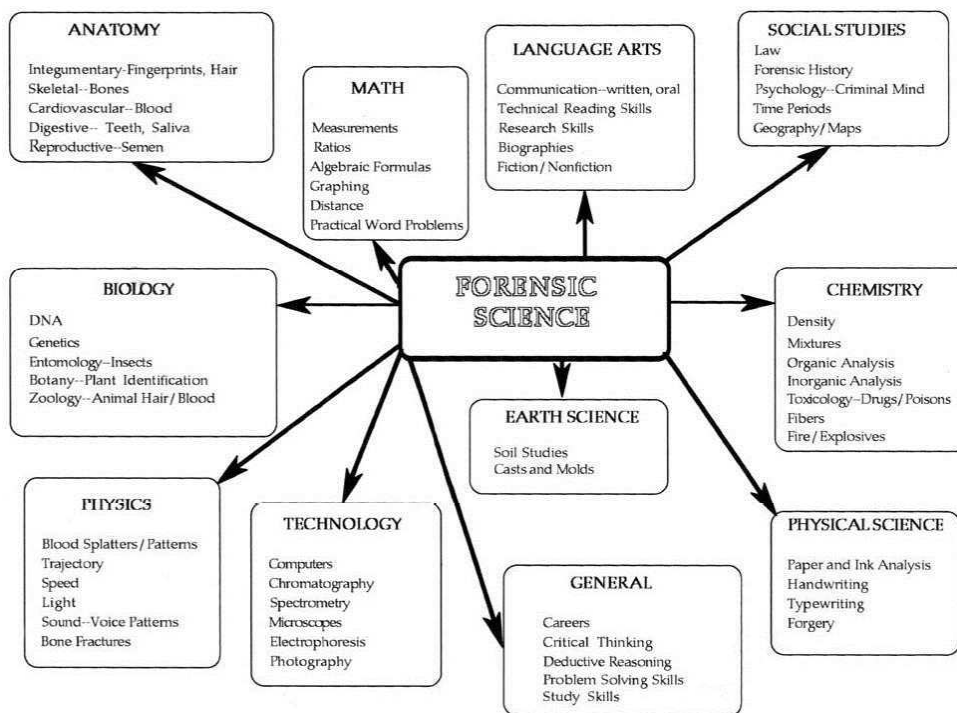 ANATOMY
Integumentary-Fingerprints, Hair
Skeletal--Bones
Cardiovascular--Blood
Digestive-- Teeth, Saliva
Reproductive--Semen
MATH
Measurements
Ratios
Algebraic Formulas
Graphing
Distance
Practical Word Problems
LANGUAGE ARTS
Communication--written, oral
Technical Reading Skills
Research Skills
Biographies
Fiction/Nonfiction
SOCIAL STUDIES
Law
Forensic History
Psychology--Criminal Mind
Time Periods
Geography/Maps
BIOLOGY
DNA
Genetics
Entomology--Insects
Botany--Plant Identification
Zoology--Animal Hair/Blood
FORENSIC
SCIENCE
CHEMISTRY
Density
Mixtures
Organic Analysis
Inorganic Analysis
Toxicology--Drugs/Poisons
Fibers
Fire/Explosives
EARTH SCIENCE
Soil Studies
Casts and Molds
PHYSICS
Blood Splatters/Patterns
Trajectory
Speed
Light
Sound--Voice Patterns
Bone Fractures
TECHNOLOGY
Computers
Chromatography
Spectrometry
Microscopes
Electrophoresis
Photography
GENERAL
Careers
Critical Thinking
Deductive Reasoning
Problem Solving Skills
Study Skills
PHYSICAL SCIENCE
Paper and Ink Analysis
Handwriting
Typewriting
Forgery